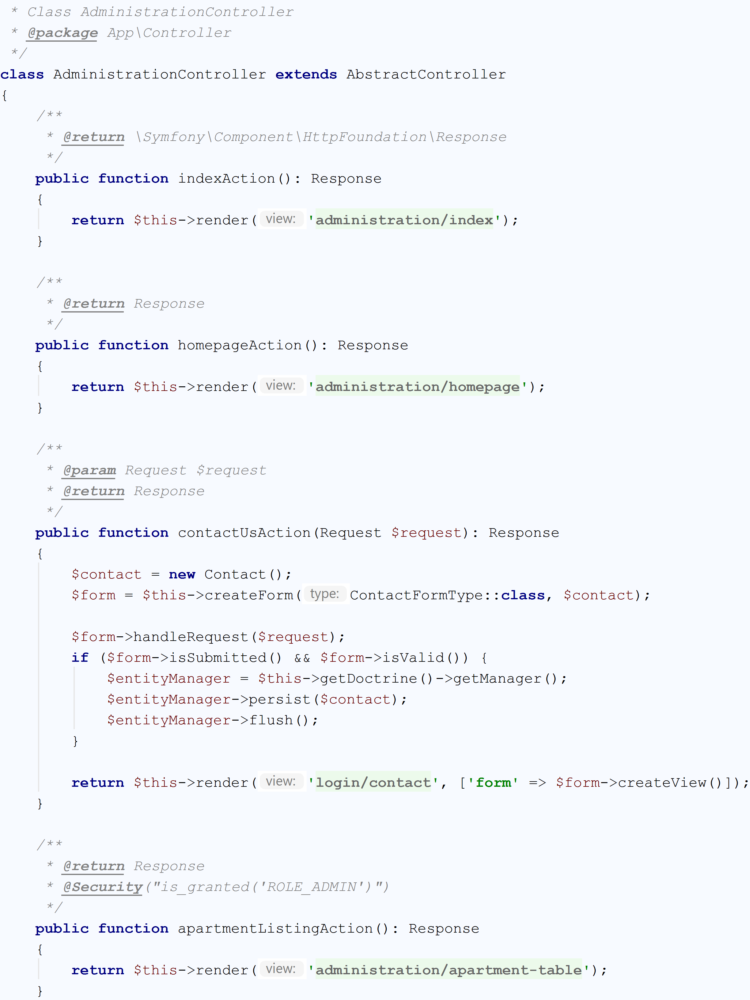 * Class AdministrationController
* @package App\Controller
*/
class AdministrationController extends AbstractController
{
/**
* @return \Symfony\Component\HttpFoundation\Response
*/
public function indexAction(): Response
{
return $this->render( view: 'administration/index');
}
/**
* @return Response
*/
public function homepageAction(): Response
{
return $this->render( view: 'administration/homepage');
}
/**
* @param Request $request
* @return Response
*/
public function contactUsAction(Request $request): Response
{
$contact = new Contact();
$form = $this->createForm( type: ContactFormType::class, $contact);
$form->handleRequest($request);
if ($form->isSubmitted() && $form->isValid()) {
$entityManager = $this->getDoctrine()->getManager();
$entityManager->persist($contact);
$entityManager->flush();
}
return $this->render( view: 'login/contact', ['form' => $form->createView()]);
}
/**
* @return Response
* @Security("is_granted('ROLE_ADMIN')")
*/
public function apartmentListingAction(): Response
{
return $this->render( view: 'administration/apartment-table');
}